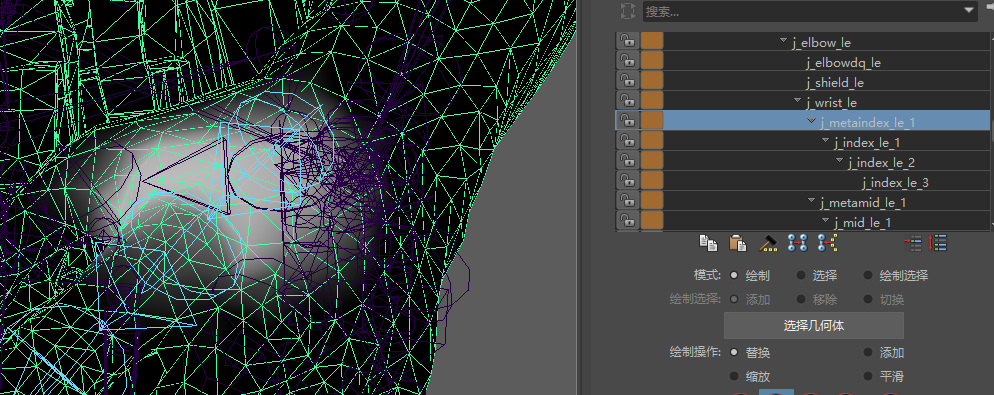 搜索...
j_elbow_le
j_elbowdq_le
j_shield_le
j_wrist_le
j_metaindex_le_1
j_index_le_1
j_index_le_2
j_index_le_3
j_metamid_le_1
j_mid_le_1
模式: 绘制 选择 绘制选择
绘制选择: 添加 移除 切换
选择几何体
绘制操作: 替换 添加
缩放 平滑